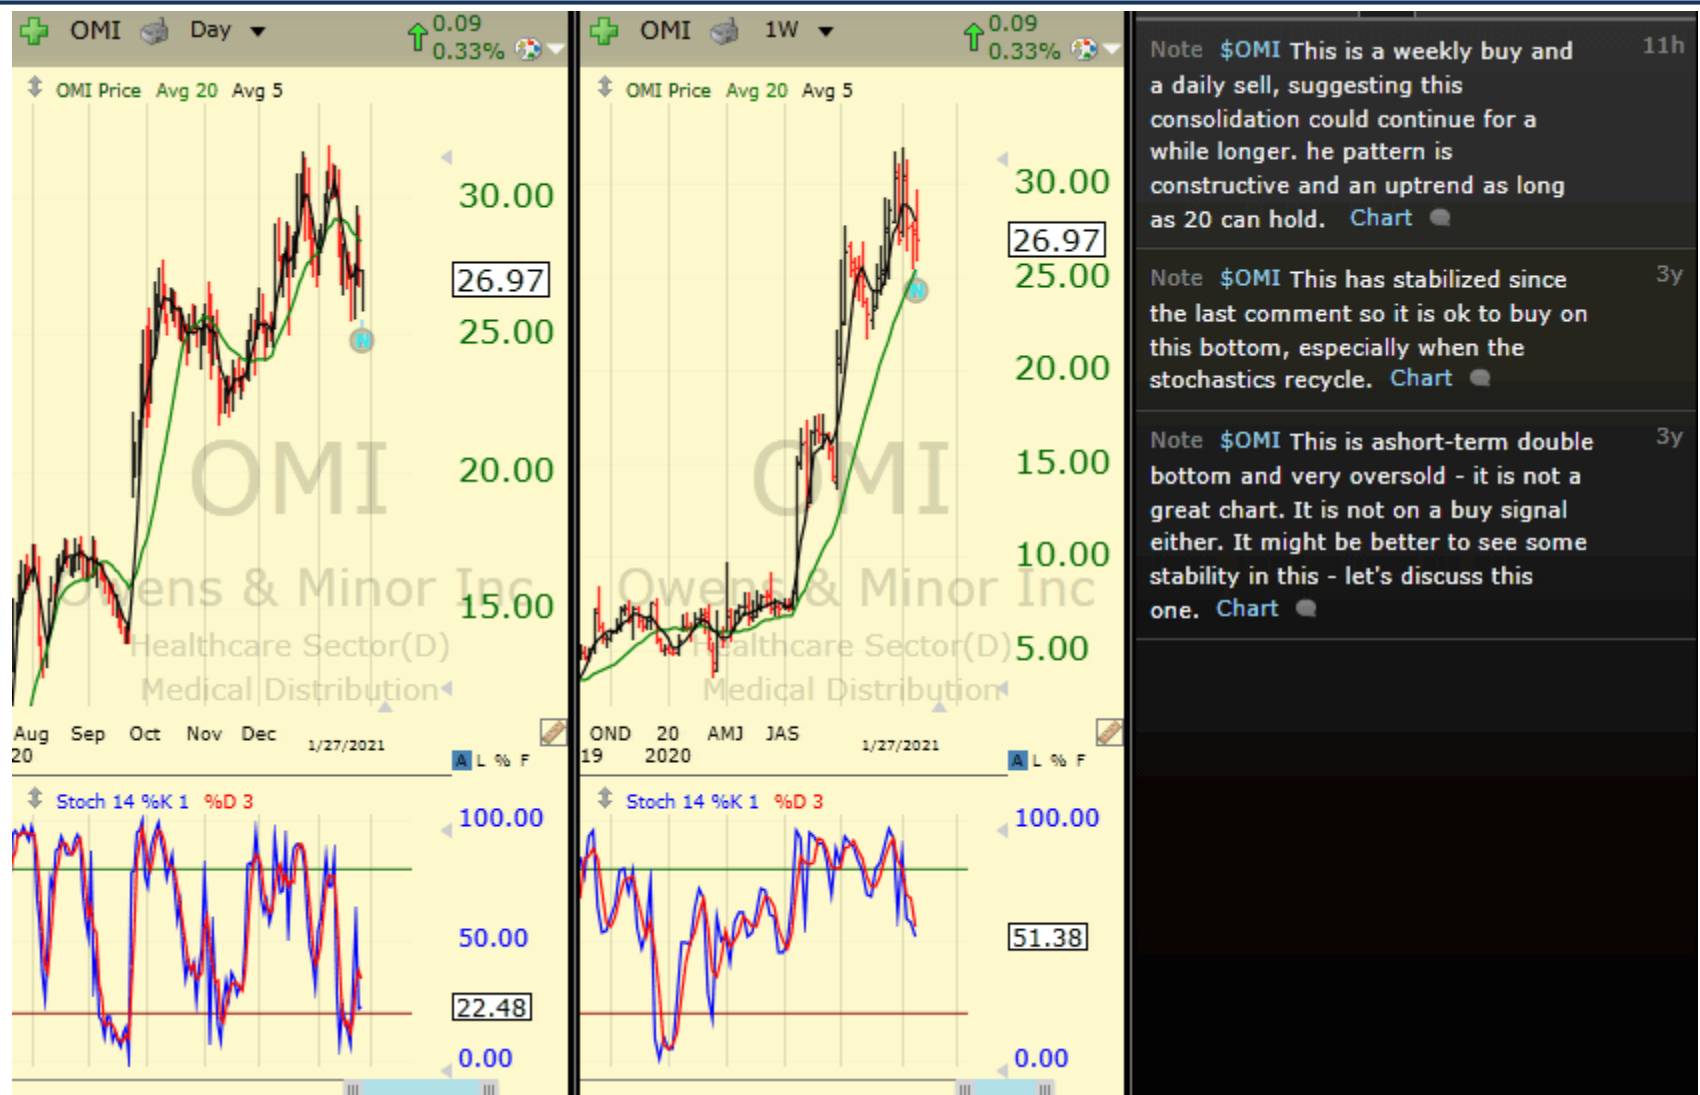 OMI Day 0.09
0.33%
OMI Price Avg 20 Avg 5
30.00
26.97
25.00
N
20.00
15.00
OMI
Owens & Minor Inc
Healthcare Sector(D)
Medical Distribution
Aug Sep Oct Nov Dec 1/27/2021
20
A L % F
Stoch 14 %K 1 %D 3
100.00
50.00
22.48
0.00
OMI 1W 0.09
0.33%
OMI Price Avg 20 Avg 5
30.00
26.97
25.00
N
20.00
15.00
10.00
5.00
OMI
Owens & Minor Inc
Healthcare Sector(D)
Medical Distribution
OND 20 AMJ JAS 1/27/2021
19 2020
A L % F
Stoch 14 %K 1 %D 3
100.00
51.38
0.00
Note $OMI This is a weekly buy and 11h
a daily sell, suggesting this
consolidation could continue for a
while longer. he pattern is
constructive and an uptrend as long
as 20 can hold. Chart
Note $OMI This has stabilized since 3y
the last comment so it is ok to buy on
this bottom, especially when the
stochastics recycle. Chart
Note $OMI This is ashort-term double 3y
bottom and very oversold - it is not a
great chart. It is not on a buy signal
either. It might be better to see some
stability in this - let's discuss this
one. Chart